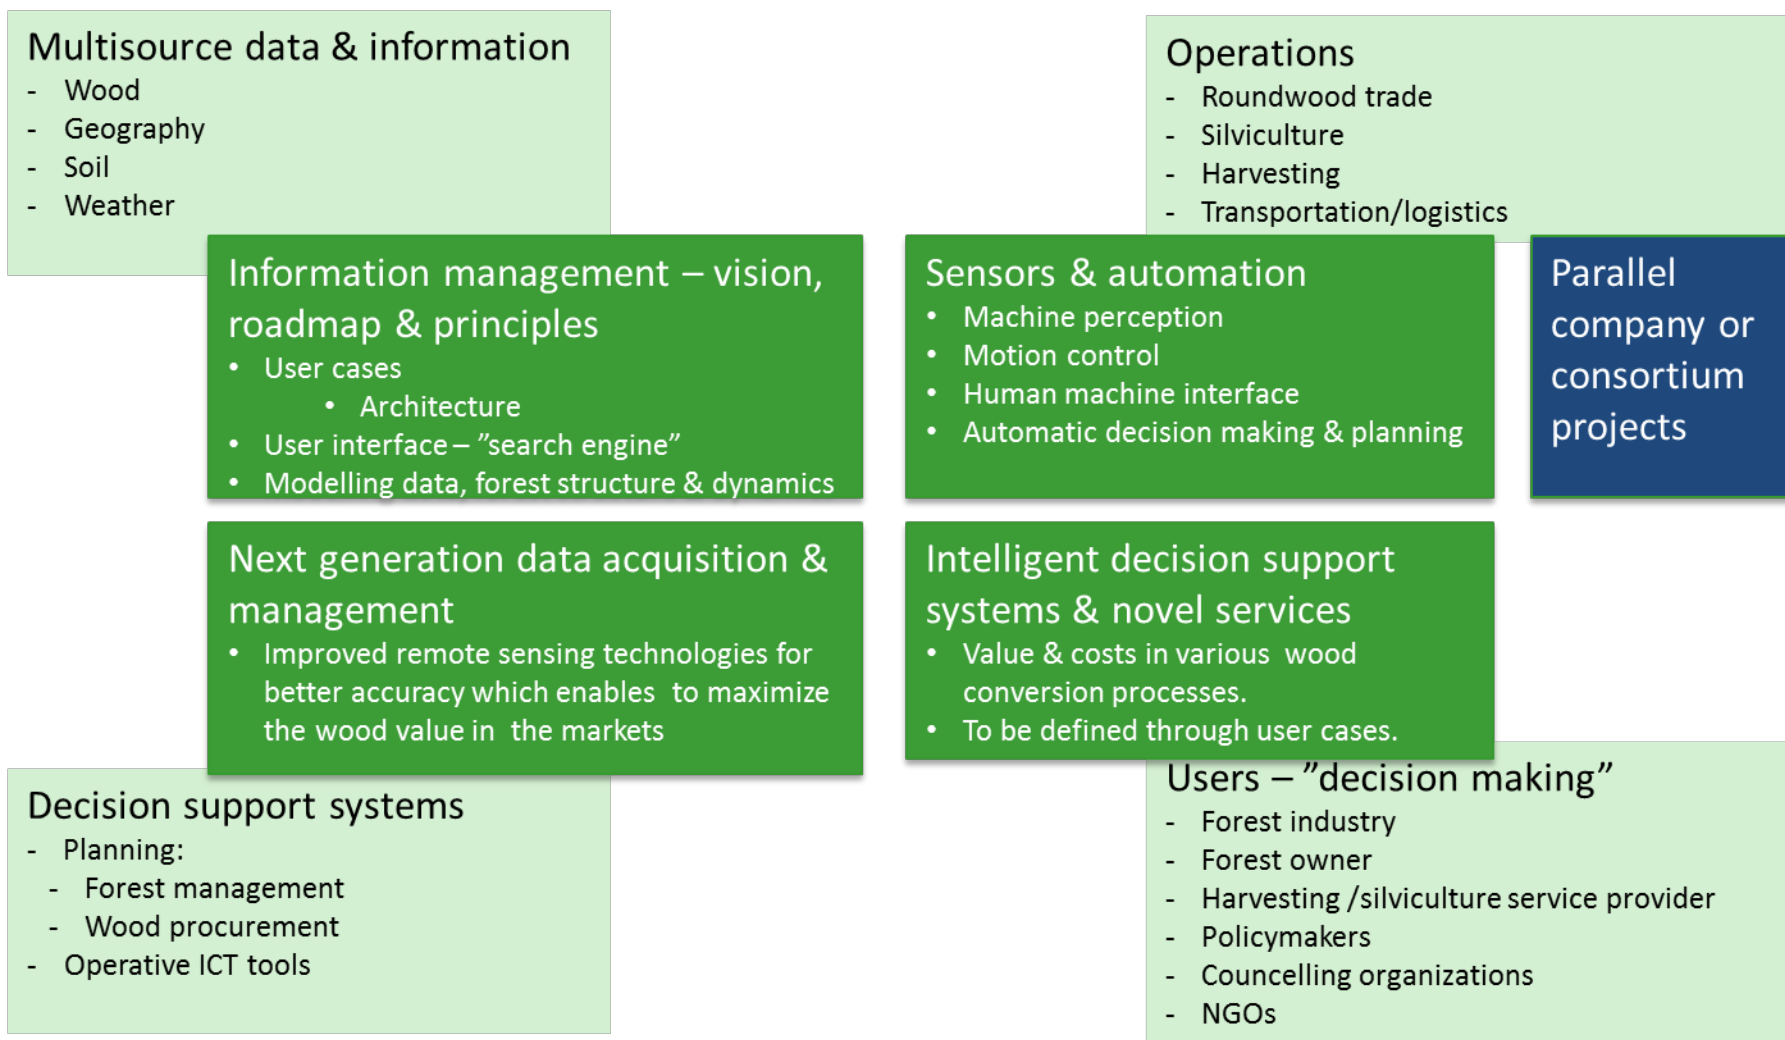 Multisource data & information
- Wood
- Geography
- Soil
- Weather
Operations
- Roundwood trade
- Silviculture
- Harvesting
- Transportation/logistics
Information management – vision,
roadmap & principles
• User cases
• Architecture
• User interface – ”search engine”
• Modelling data, forest structure & dynamics
Sensors & automation
• Machine perception
• Motion control
• Human machine interface
• Automatic decision making & planning
Parallel
company or
consortium
projects
Next generation data acquisition &
management
• Improved remote sensing technologies for
better accuracy which enables to maximize
the wood value in the markets
Intelligent decision support
systems & novel services
• Value & costs in various wood
conversion processes.
• To be defined through user cases.
Decision support systems
- Planning:
- Forest management
- Wood procurement
- Operative ICT tools
Users – ”decision making”
- Forest industry
- Forest owner
- Harvesting /silviculture service provider
- Policymakers
- Councelling organizations
- NGOs